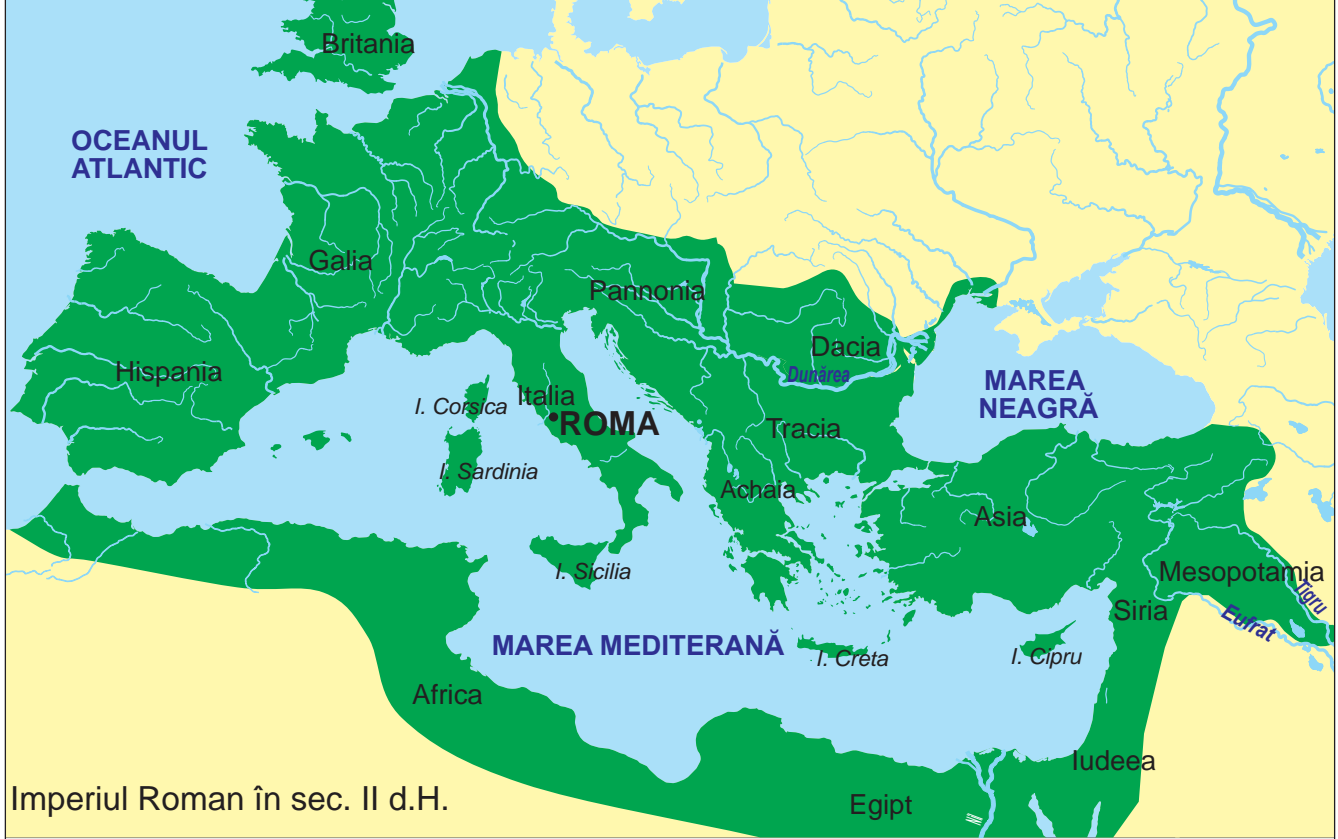 Britania
OCEANUL
ATLANTIC
Galia
Pannonia
Hispania
Dacia
Dunărea
MAREA
NEAGRĂ
I. Corsica
Italia
ROMA
Tracia
I. Sardinia
Achaia
Asia
I. Sicilia
Mesopotamia
Tigru
Siria
Eufrat
MAREA MEDITERANĂ
I. Creta
I. Cipru
Africa
Iudeea
Imperiul Roman în sec. II d.H.
Egipt